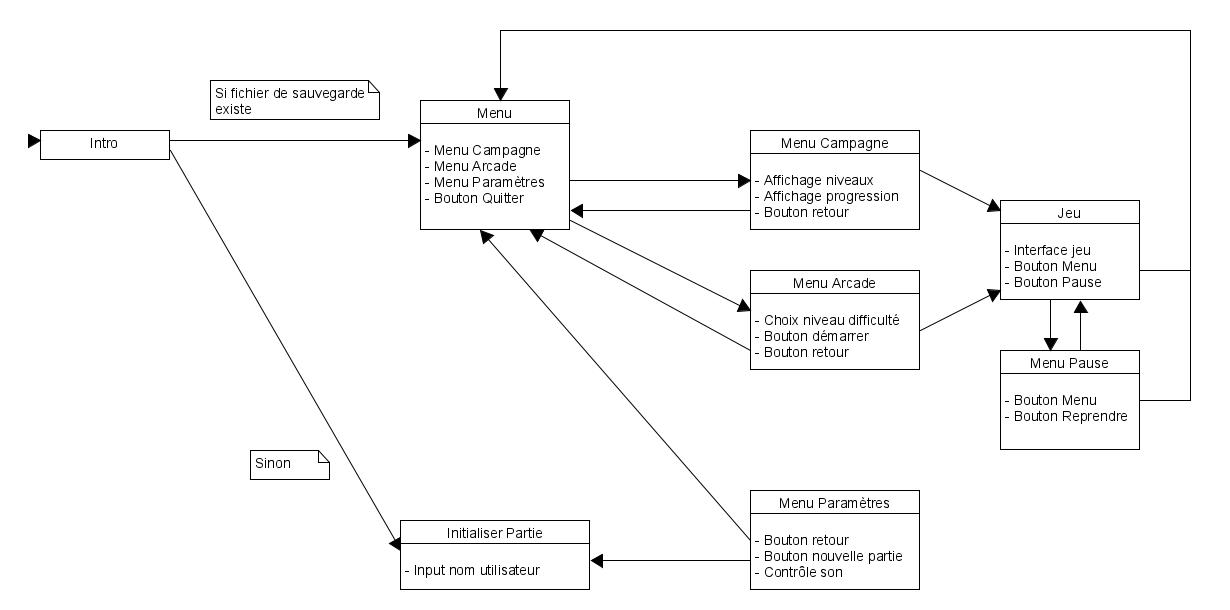 Si fichier de sauvegarde
existe
Intro
Menu
- Menu Campagne
- Menu Arcade
- Menu Paramètres
- Bouton Quitter
Menu Campagne
- Affichage niveaux
- Affichage progression
- Bouton retour
Jeu
- Interface jeu
- Bouton Menu
- Bouton Pause
Menu Arcade
- Choix niveau difficulté
- Bouton démarrer
- Bouton retour
Menu Pause
- Bouton Menu
- Bouton Reprendre
Sinon
Initialiser Partie
- Input nom utilisateur
Menu Paramètres
- Bouton retour
- Bouton nouvelle partie
- Contrôle son